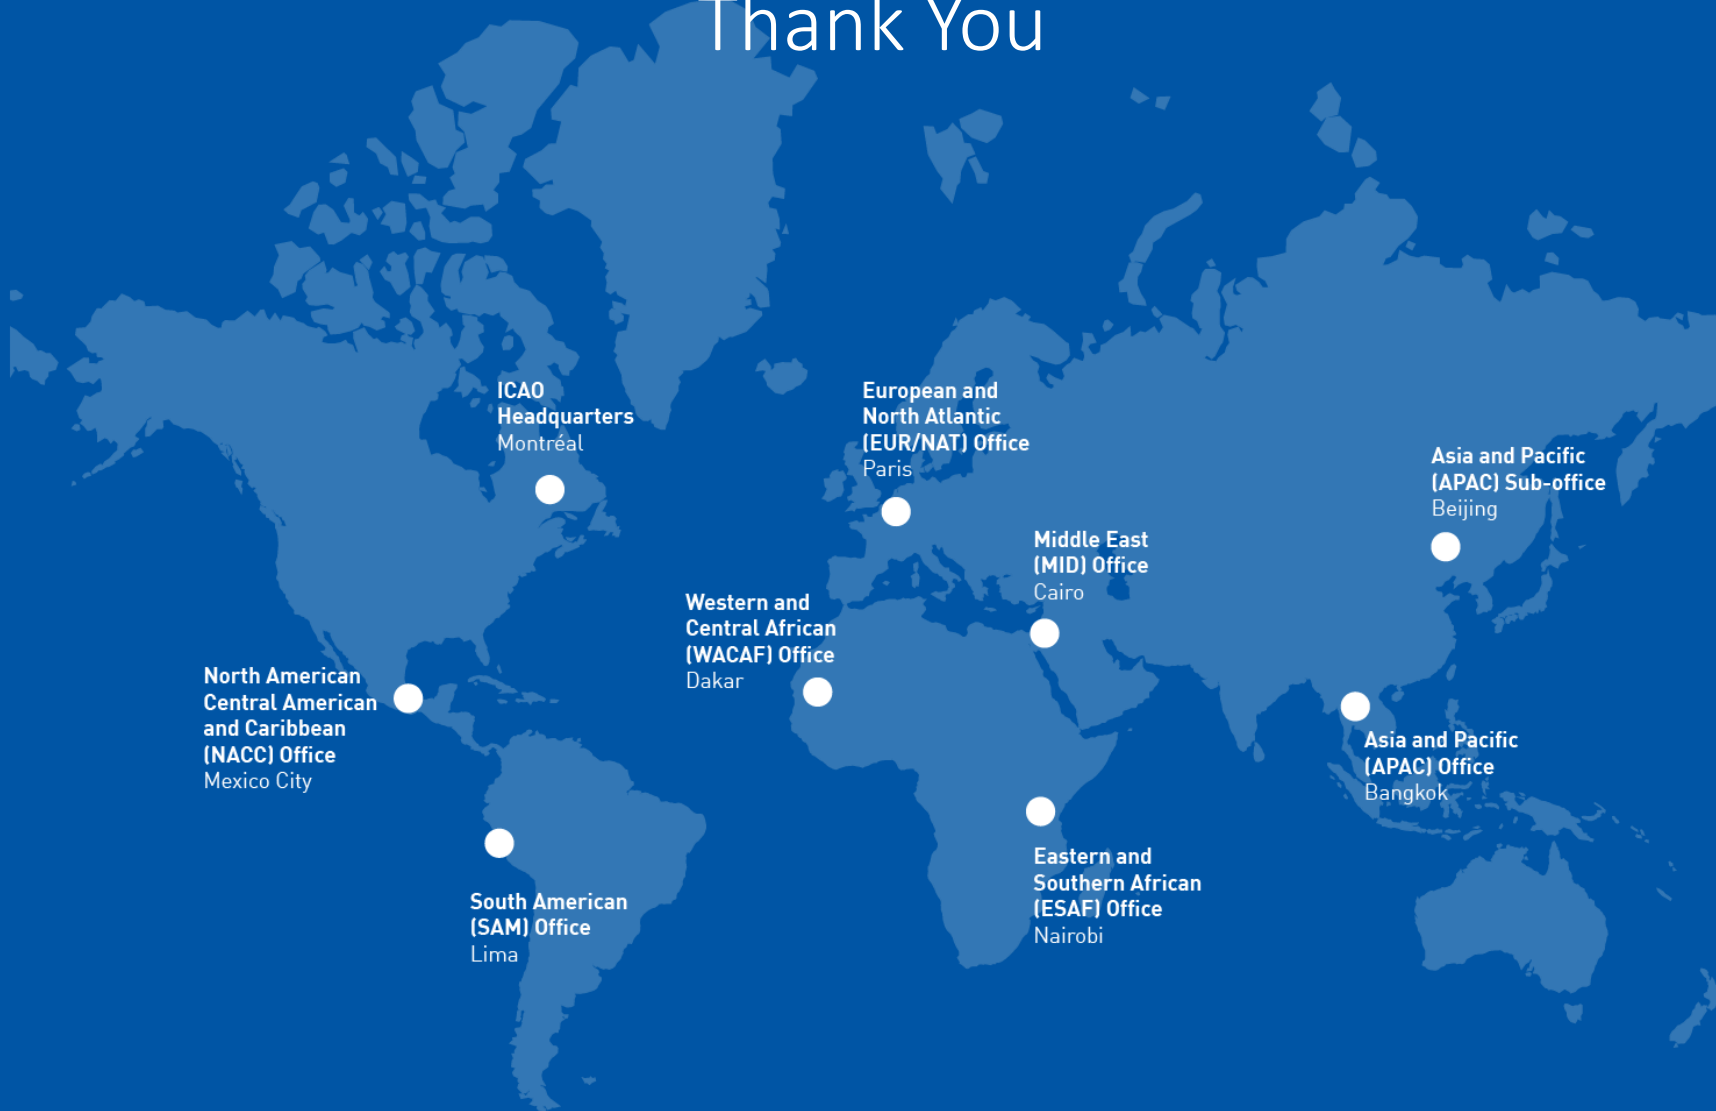 Thank You
ICAO
Headquarters
Montréal
European and
North Atlantic
(EUR/NAT) Office
Paris
Asia and Pacific
(APAC) Sub-office
Beijing
Middle East
(MID) Office
Cairo
Western and
Central African
(WACAF) Office
Dakar
North American
Central American
and Caribbean
(NACC) Office
Mexico City
Asia and Pacific
(APAC) Office
Bangkok
South American
(SAM) Office
Lima
Eastern and
Southern African
(ESAF) Office
Nairobi